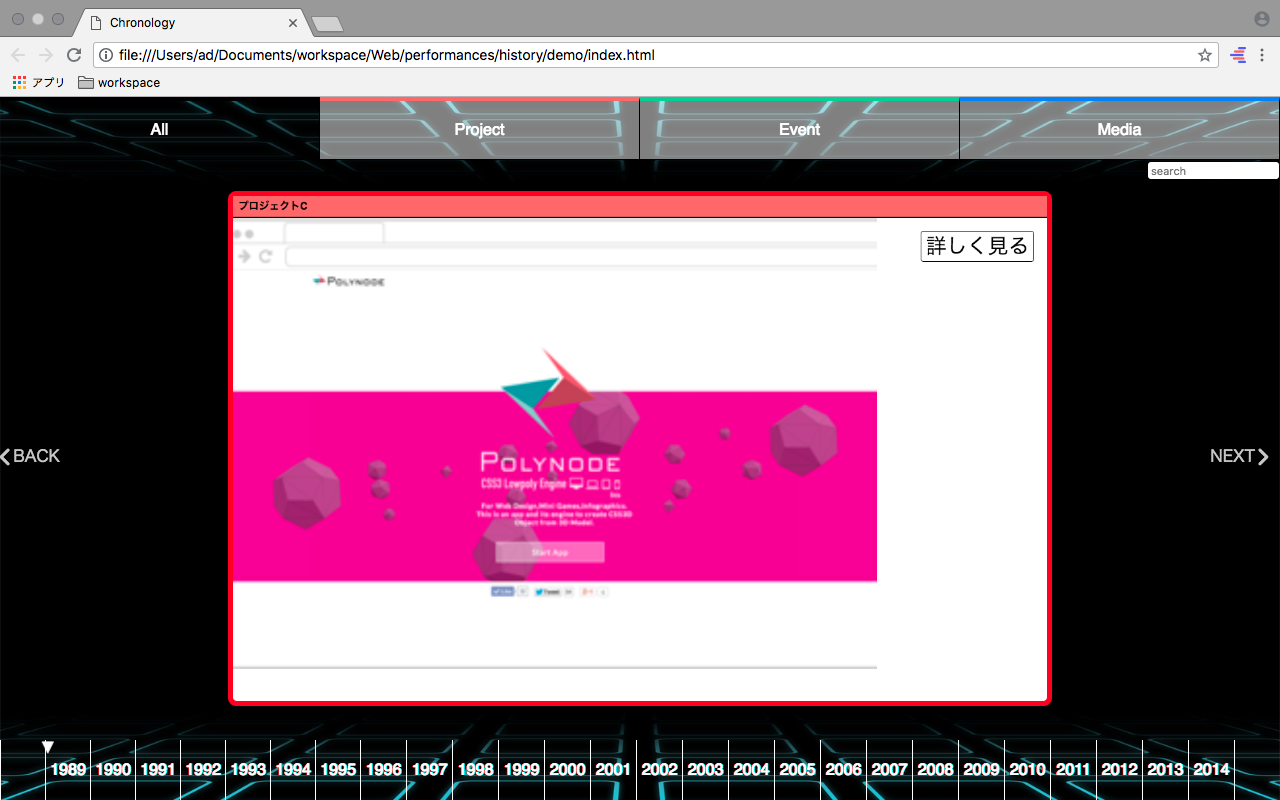 Chronology
file:///Users/ad/Documents/workspace/Web/performances/history/demo/index.html
アプリ workspace
All Project Event Media
search
プロジェクトC
詳しく見る
POLYNODE
BACK
NEXT
POLYNODE
CSS3 Lowpoly Engine
For Web Design,Mini Games,Infographics.
This is an app and its engine to create CSS3D
Object from 3D Model.
Start App
Tweet
1989 1990 1991 1992 1993 1994 1995 1996 1997 1998 1999 2000 2001 2002 2003 2004 2005 2006 2007 2008 2009 2010 2011 2012 2013 2014